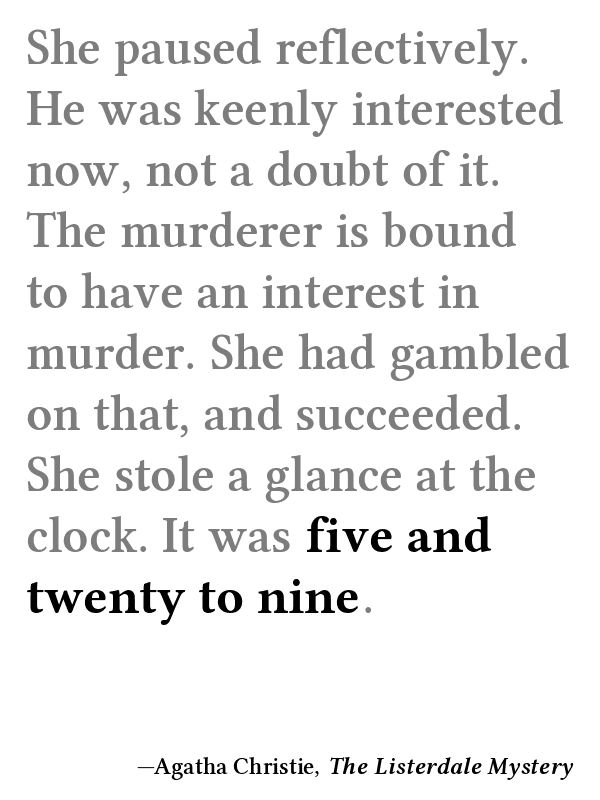 She paused reflectively.
He was keenly interested
now, not a doubt of it.
The murderer is bound
to have an interest in
murder. She had gambled
on that, and succeeded.
She stole a glance at the
clock. It was five and
twenty to nine.
—Agatha Christie, The Listerdale Mystery